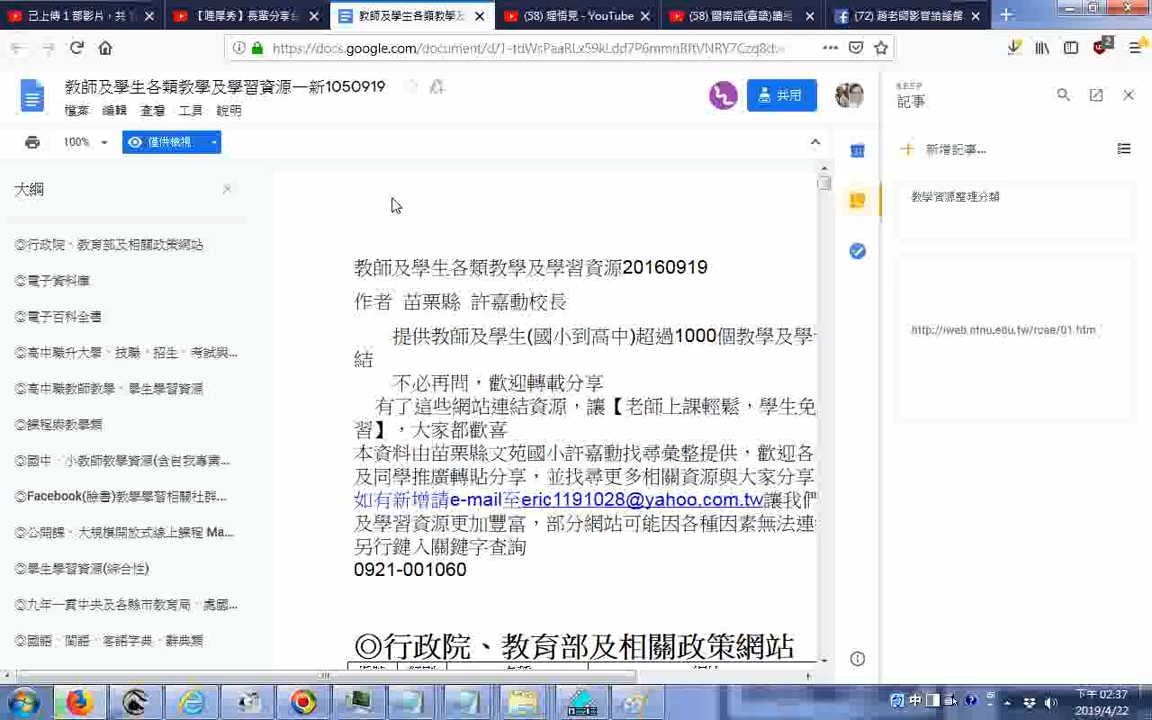 已上傳 1 部影片，共 1
【哇厚秀】長輩分享
教師及學生各類教學及
(58) 理悟見 - YouTube
(58) 閩南師(臺語)讀
(72) 趙老師影音請緣館
https://docs.google.com/document/d/
教師及學生各類教學及學習資源一新1050919
檔案 編輯 查看 工具 說明
共用
KEEP
記事
100%
僅供檢視
新增記事...
大綱
教學資源整理分類
◎行政院、教育部及相關政策網站
◎電子資料庫
◎電子百科全書
◎高中職升大學、技職，招生，考試與...
◎高中職教師教學、學生學習資源
◎課程與教學類
◎國中、小教師教學資源(含自我專業...
◎Facebook(臉書)教學學習相關社群...
◎公開課、大規模開放式線上課程 Ma...
◎學生學習資源(綜合性)
◎九年一貫中央及各縣市教育局、處國...
◎國語、閩語、客語字典、辭典類
教師及學生各類教學及學習資源20160919
作者 苗栗縣 許嘉勳校長
提供教師及學生(國小到高中)超過1000個教學及學
結
不必再問，歡迎轉載分享
有了這些網站連結資源，讓【老師上課輕鬆，學生免
習】，大家都歡喜
本資料由苗栗縣文苑國小許嘉勳找尋彙整提供，歡迎各
及同學推廣轉貼分享，並找尋更多相關資源與大家分享
如有新增請e-mail至eric1191028@yahoo.com.tw讓我們
及學習資源更加豐富，部分網站可能因各種因素無法連
另行鍵入關鍵字查詢
0921-001060
◎行政院、教育部及相關政策網站
http://web.ntnu.edu.tw/rcae/01.htm
中
下午 02:37
2019/4/22